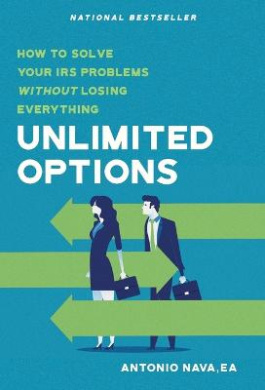 NATIONAL BESTSELLER
HOW TO SOLVE
YOUR IRS PROBLEMS
WITHOUT LOSING
EVERYTHING
UNLIMITED
OPTIONS
ANTONIO NAVA, EA